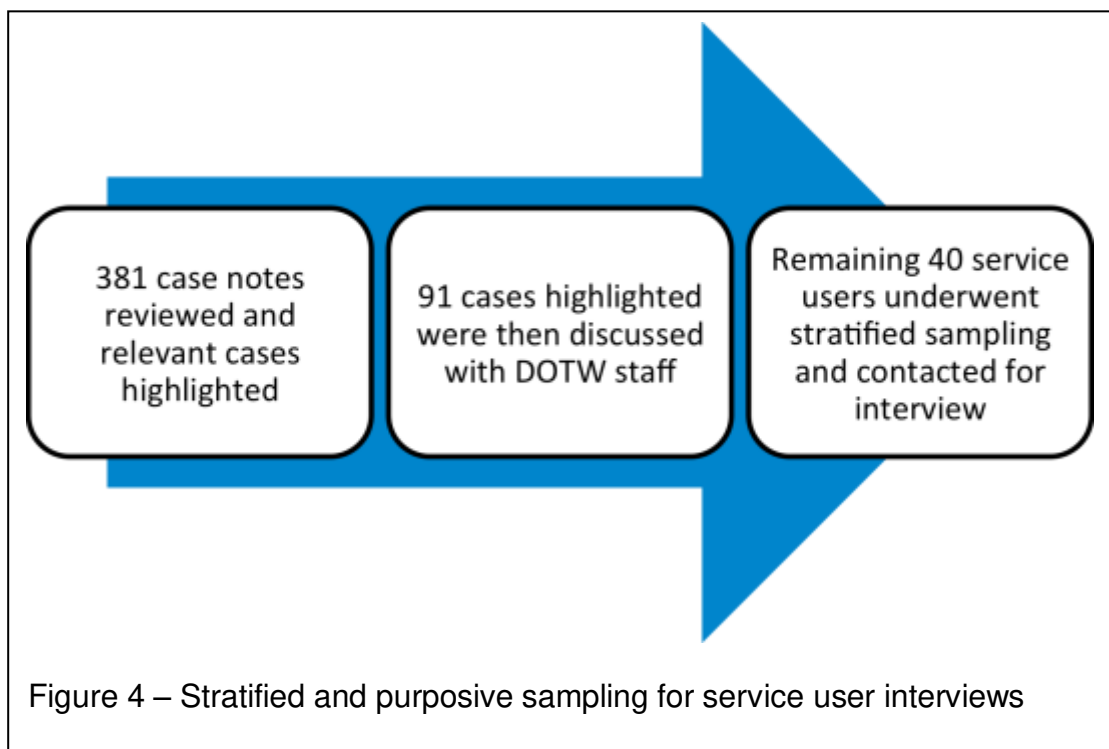 381 case notes
reviewed and
relevant cases
highlighted
91 cases highlighted
were then discussed
with DOTW staff
Remaining 40 service
users underwent
stratified sampling
and contacted for
interview
Figure 4 – Stratified and purposive sampling for service user interviews